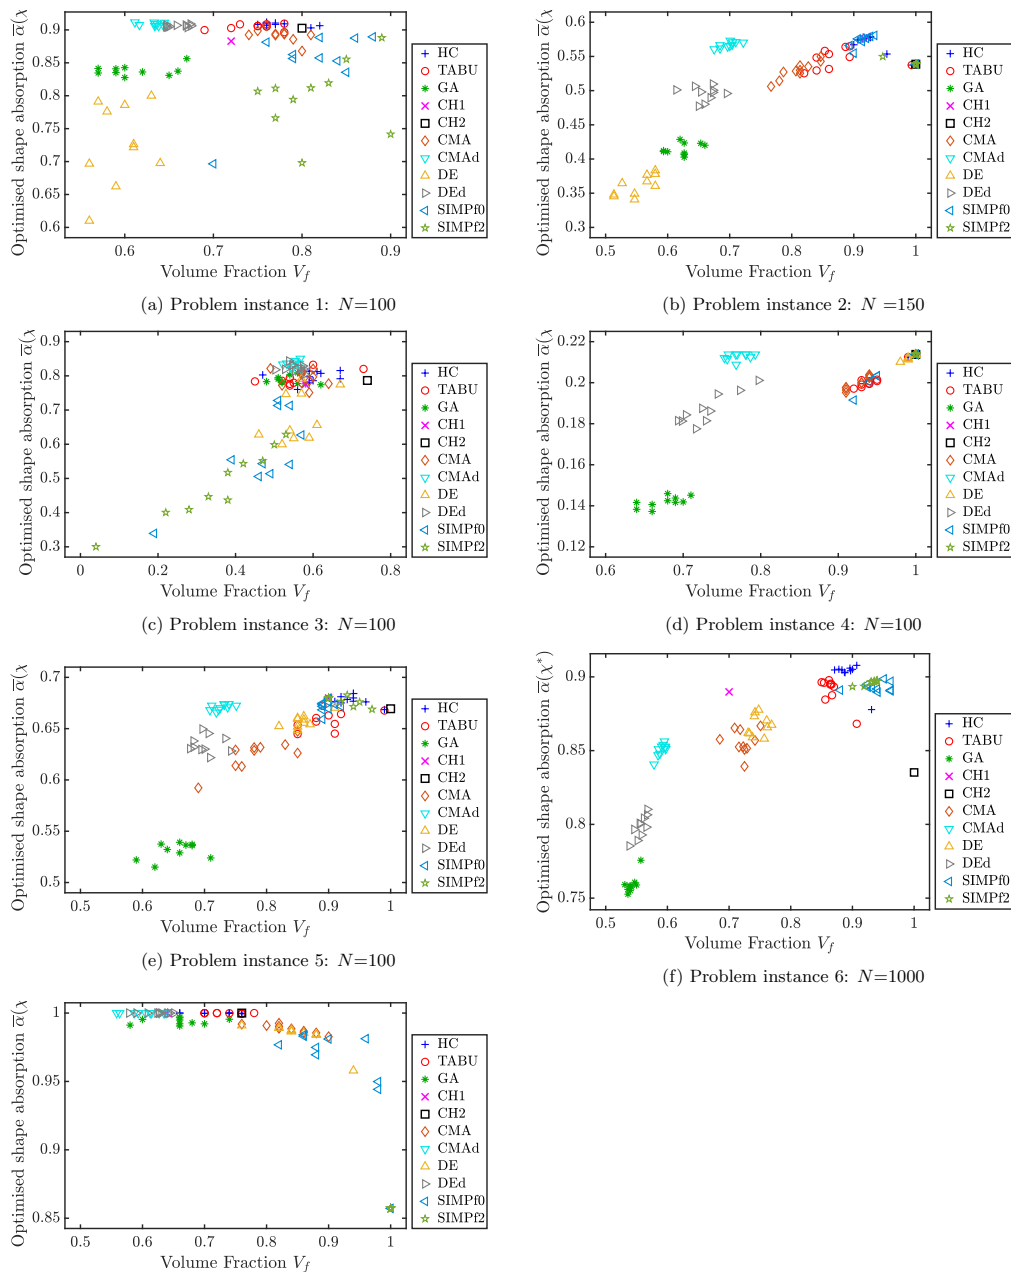 Optimised shape absorption α̅(χ
0.9
0.85
0.8
0.75
0.7
0.65
0.6
0.6
0.7
0.8
0.9
Volume Fraction V_f
HC
TABU
GA
CH1
CH2
CMA
CMAd
DE
DEd
SIMPf0
SIMPf2
(a) Problem instance 1: N=100
Optimised shape absorption α̅(χ
0.6
0.55
0.5
0.45
0.4
0.35
0.3
0.5
0.6
0.7
0.8
0.9
1
Volume Fraction V_f
HC
TABU
GA
CH1
CH2
CMA
CMAd
DE
DEd
SIMPf0
SIMPf2
(b) Problem instance 2: N =150
Optimised shape absorption α̅(χ
0.9
0.8
0.7
0.6
0.5
0.4
0.3
0
0.2
0.4
0.6
0.8
Volume Fraction V_f
HC
TABU
GA
CH1
CH2
CMA
CMAd
DE
DEd
SIMPf0
SIMPf2
(c) Problem instance 3: N=100
Optimised shape absorption α̅(χ
0.22
0.2
0.18
0.16
0.14
0.12
0.6
0.7
0.8
0.9
1
Volume Fraction V_f
HC
TABU
GA
CH1
CH2
CMA
CMAd
DE
DEd
SIMPf0
SIMPf2
(d) Problem instance 4: N=100
Optimised shape absorption α̅(χ
0.7
0.65
0.6
0.55
0.5
0.5
0.6
0.7
0.8
0.9
1
Volume Fraction V_f
HC
TABU
GA
CH1
CH2
CMA
CMAd
DE
DEd
SIMPf0
SIMPf2
(e) Problem instance 5: N=100
Optimised shape absorption α̅(χ*)
0.9
0.85
0.8
0.75
0.5
0.6
0.7
0.8
0.9
1
Volume Fraction V_f
HC
TABU
GA
CH1
CH2
CMA
CMAd
DE
DEd
SIMPf0
SIMPf2
(f) Problem instance 6: N=1000
Optimised shape absorption α̅(χ
1
0.95
0.9
0.85
0.5
0.6
0.7
0.8
0.9
1
Volume Fraction V_f
HC
TABU
GA
CH1
CH2
CMA
CMAd
DE
DEd
SIMPf0
SIMPf2